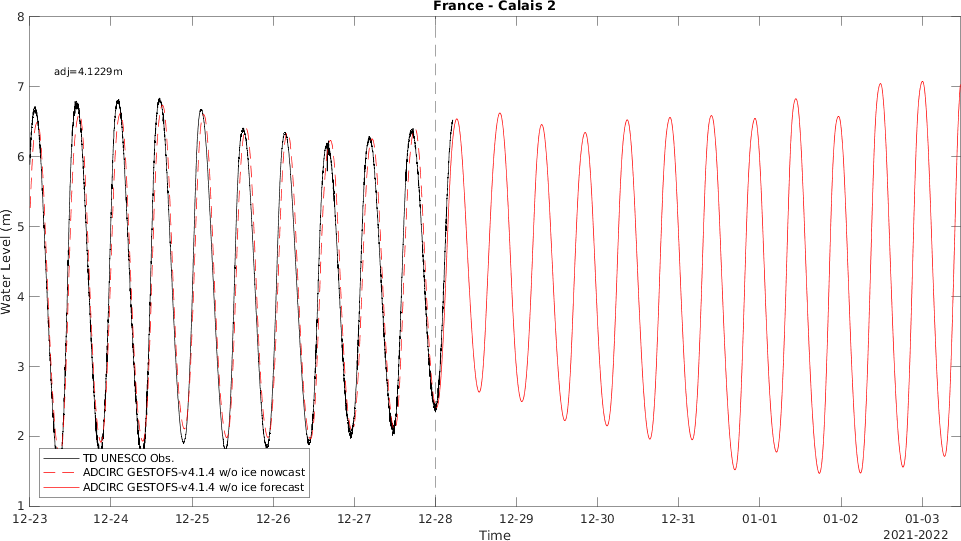 France - Calais 2
8
adj=4.1229m
7
6
5
Water Level (m)
4
3
2
TD UNESCO Obs.
ADCIRC GESTOFS-v4.1.4 w/o ice nowcast
ADCIRC GESTOFS-v4.1.4 w/o ice forecast
1
12-23 12-24 12-25 12-26 12-27 12-28 12-29 12-30 12-31 01-01 01-02 01-03
Time
2021-2022